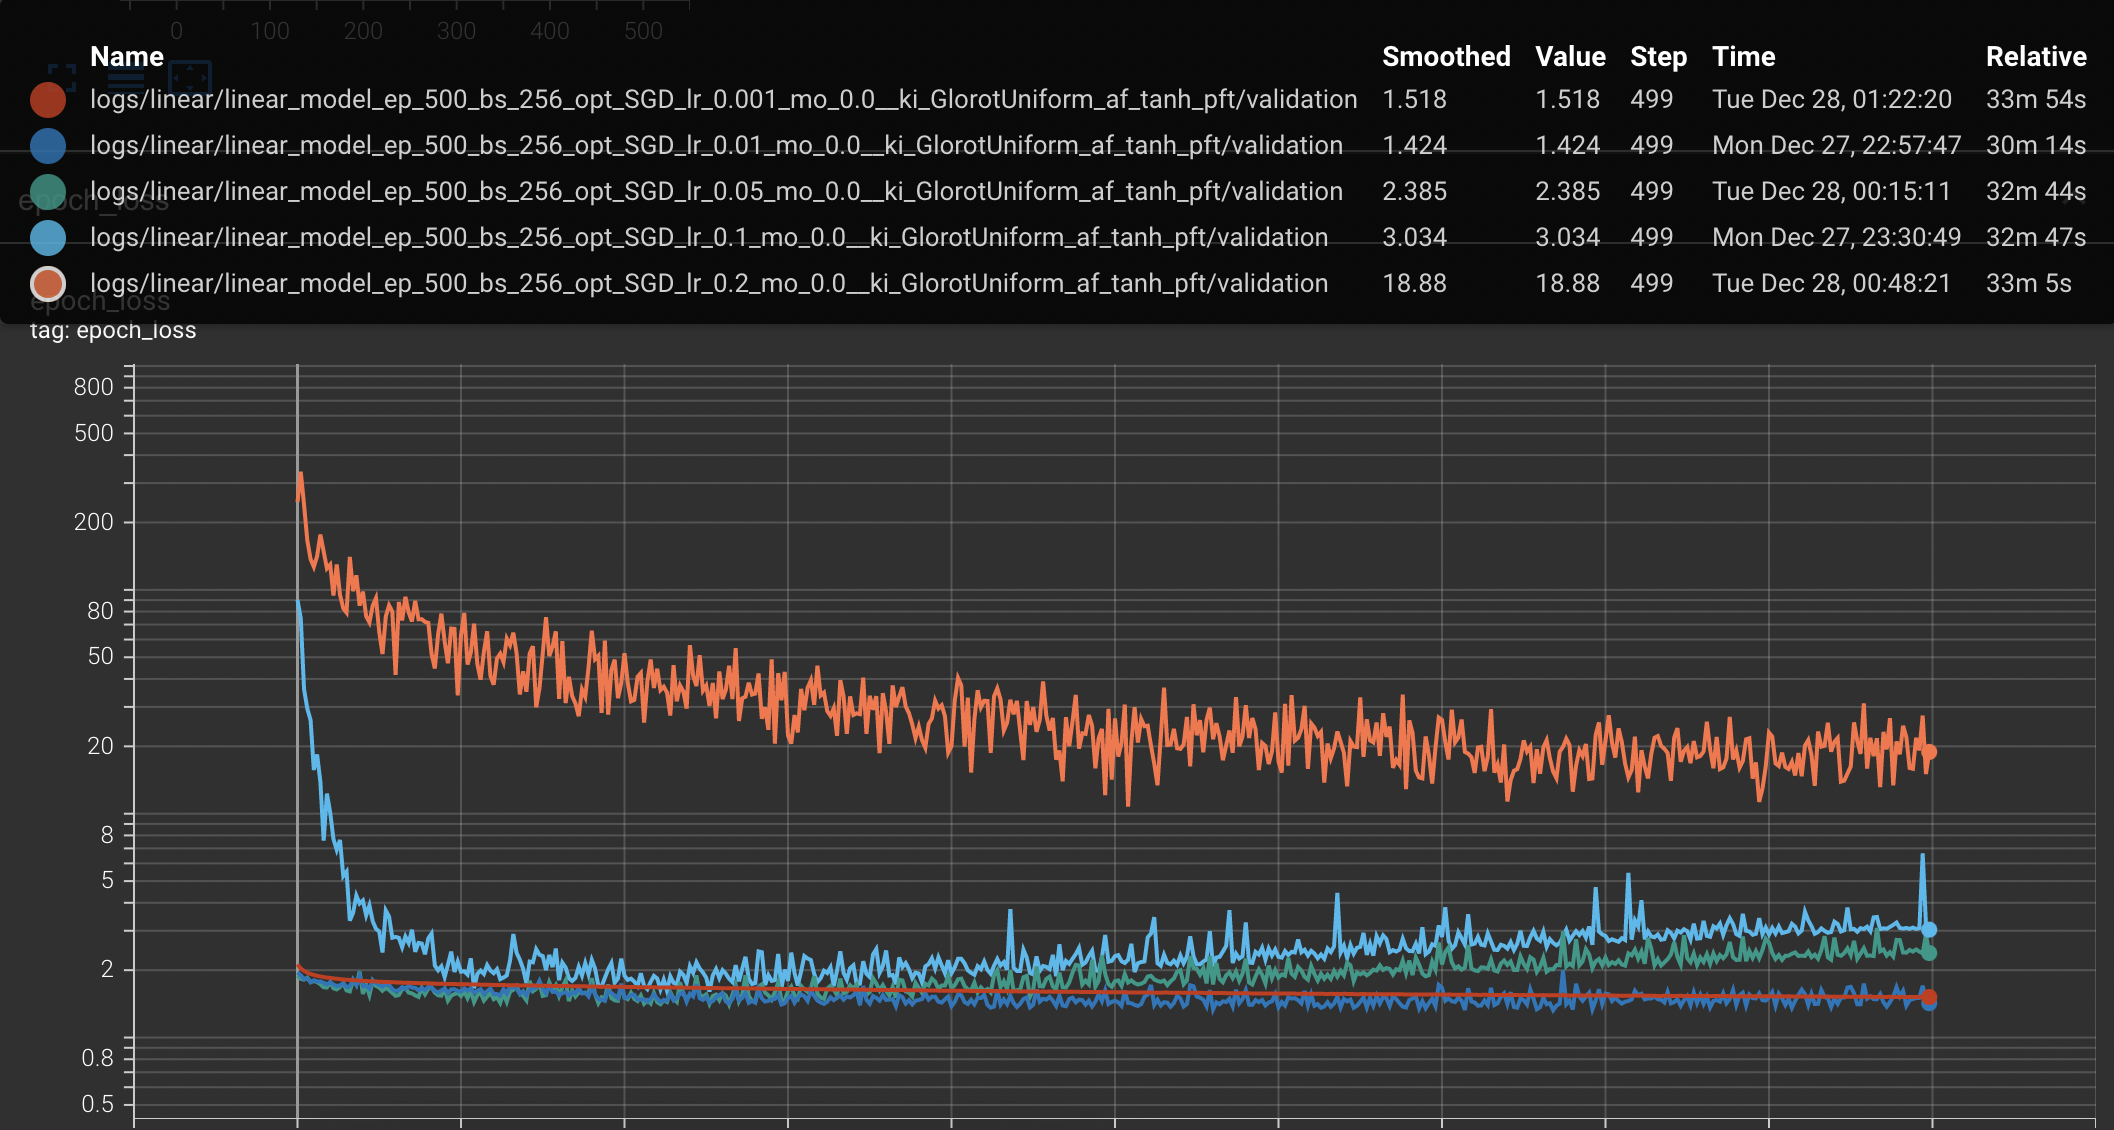 0 100 200 300 400 500
Name Smoothed Value Step Time Relative
logs/linear/linear_model_ep_500_bs_256_opt_SGD_lr_0.001_mo_0.0__ki_GlorotUniform_af_tanh_pft/validation 1.518 1.518 499 Tue Dec 28, 01:22:20 33m 54s
logs/linear/linear_model_ep_500_bs_256_opt_SGD_lr_0.01_mo_0.0__ki_GlorotUniform_af_tanh_pft/validation 1.424 1.424 499 Mon Dec 27, 22:57:47 30m 14s
logs/linear/linear_model_ep_500_bs_256_opt_SGD_lr_0.05_mo_0.0__ki_GlorotUniform_af_tanh_pft/validation 2.385 2.385 499 Tue Dec 28, 00:15:11 32m 44s
epoch_loss
logs/linear/linear_model_ep_500_bs_256_opt_SGD_lr_0.1_mo_0.0__ki_GlorotUniform_af_tanh_pft/validation 3.034 3.034 499 Mon Dec 27, 23:30:49 32m 47s
logs/linear/linear_model_ep_500_bs_256_opt_SGD_lr_0.2_mo_0.0__ki_GlorotUniform_af_tanh_pft/validation 18.88 18.88 499 Tue Dec 28, 00:48:21 33m 5s
epoch_loss
tag: epoch_loss
800
500
200
80
50
20
8
5
2
0.8
0.5